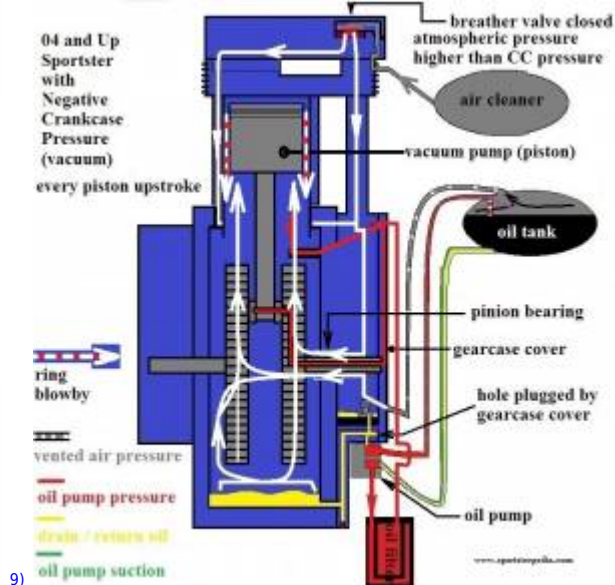 04 and Up
Sportster
with
Negative
Crankcase
Pressure
(vacuum)
every piston upstroke
breather valve closed
atmospheric pressure
higher than CC pressure
air cleaner
vacuum pump (piston)
oil tank
pinion bearing
gearcase cover
hole plugged by
gearcase cover
oil pump
ring
blowby
vented air pressure
oil pump pressure
drain / return oil
oil pump suction
oil filter
www.sportsterpedia.com
9)